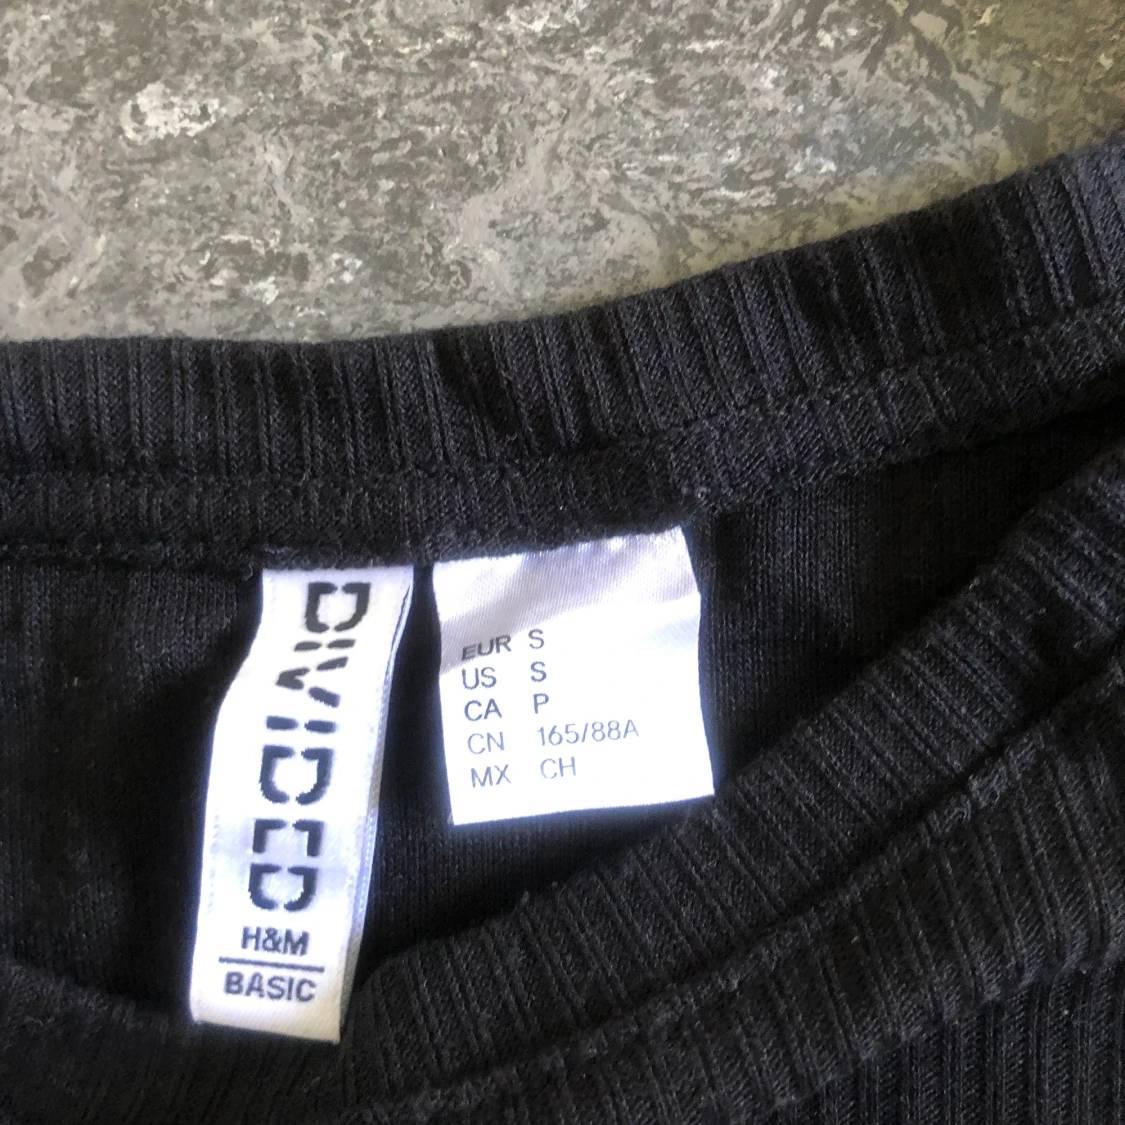 DIVIDED
H&M
BASIC
EUR S
US S
CA P
CN 165/88A
MX CH